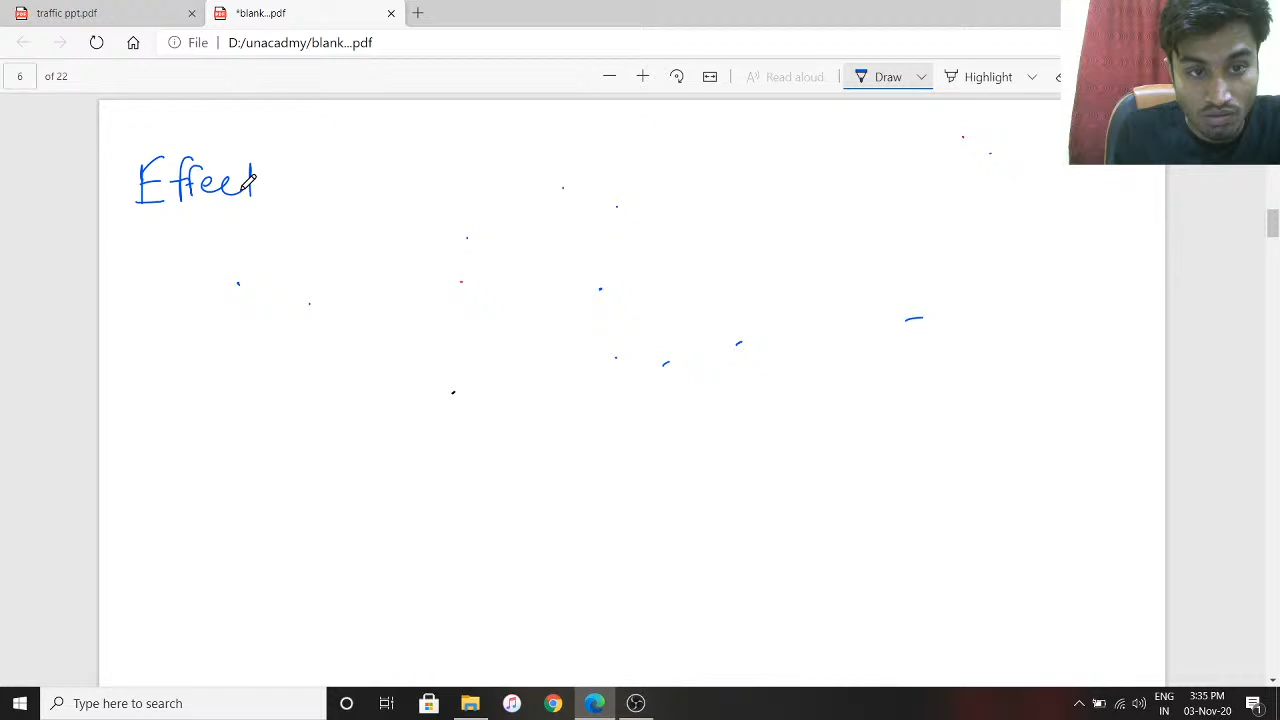 traffic ppt.pdf
*blank...pdf
File
D:/unacadmy/blank...pdf
6
of 22
Read aloud
Draw
Highlight
Effect
Type here to search
ENG
IN
3:35 PM
03-Nov-20